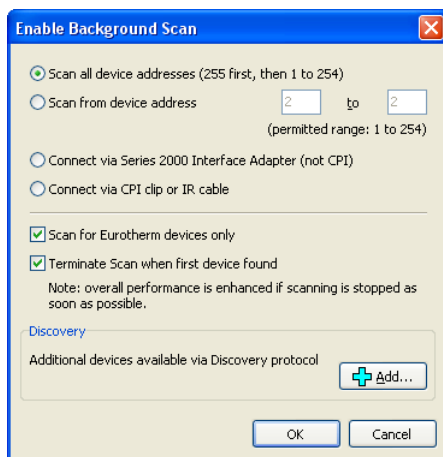 Enable Background Scan
Scan all device addresses (255 first, then 1 to 254)
Scan from device address 2 to 2
(permitted range: 1 to 254)
Connect via Series 2000 Interface Adapter (not CPI)
Connect via CPI clip or IR cable
Scan for Eurotherm devices only
Terminate Scan when first device found
Note: overall performance is enhanced if scanning is stopped as
soon as possible.
Discovery
Additional devices available via Discovery protocol
Add...
OK Cancel